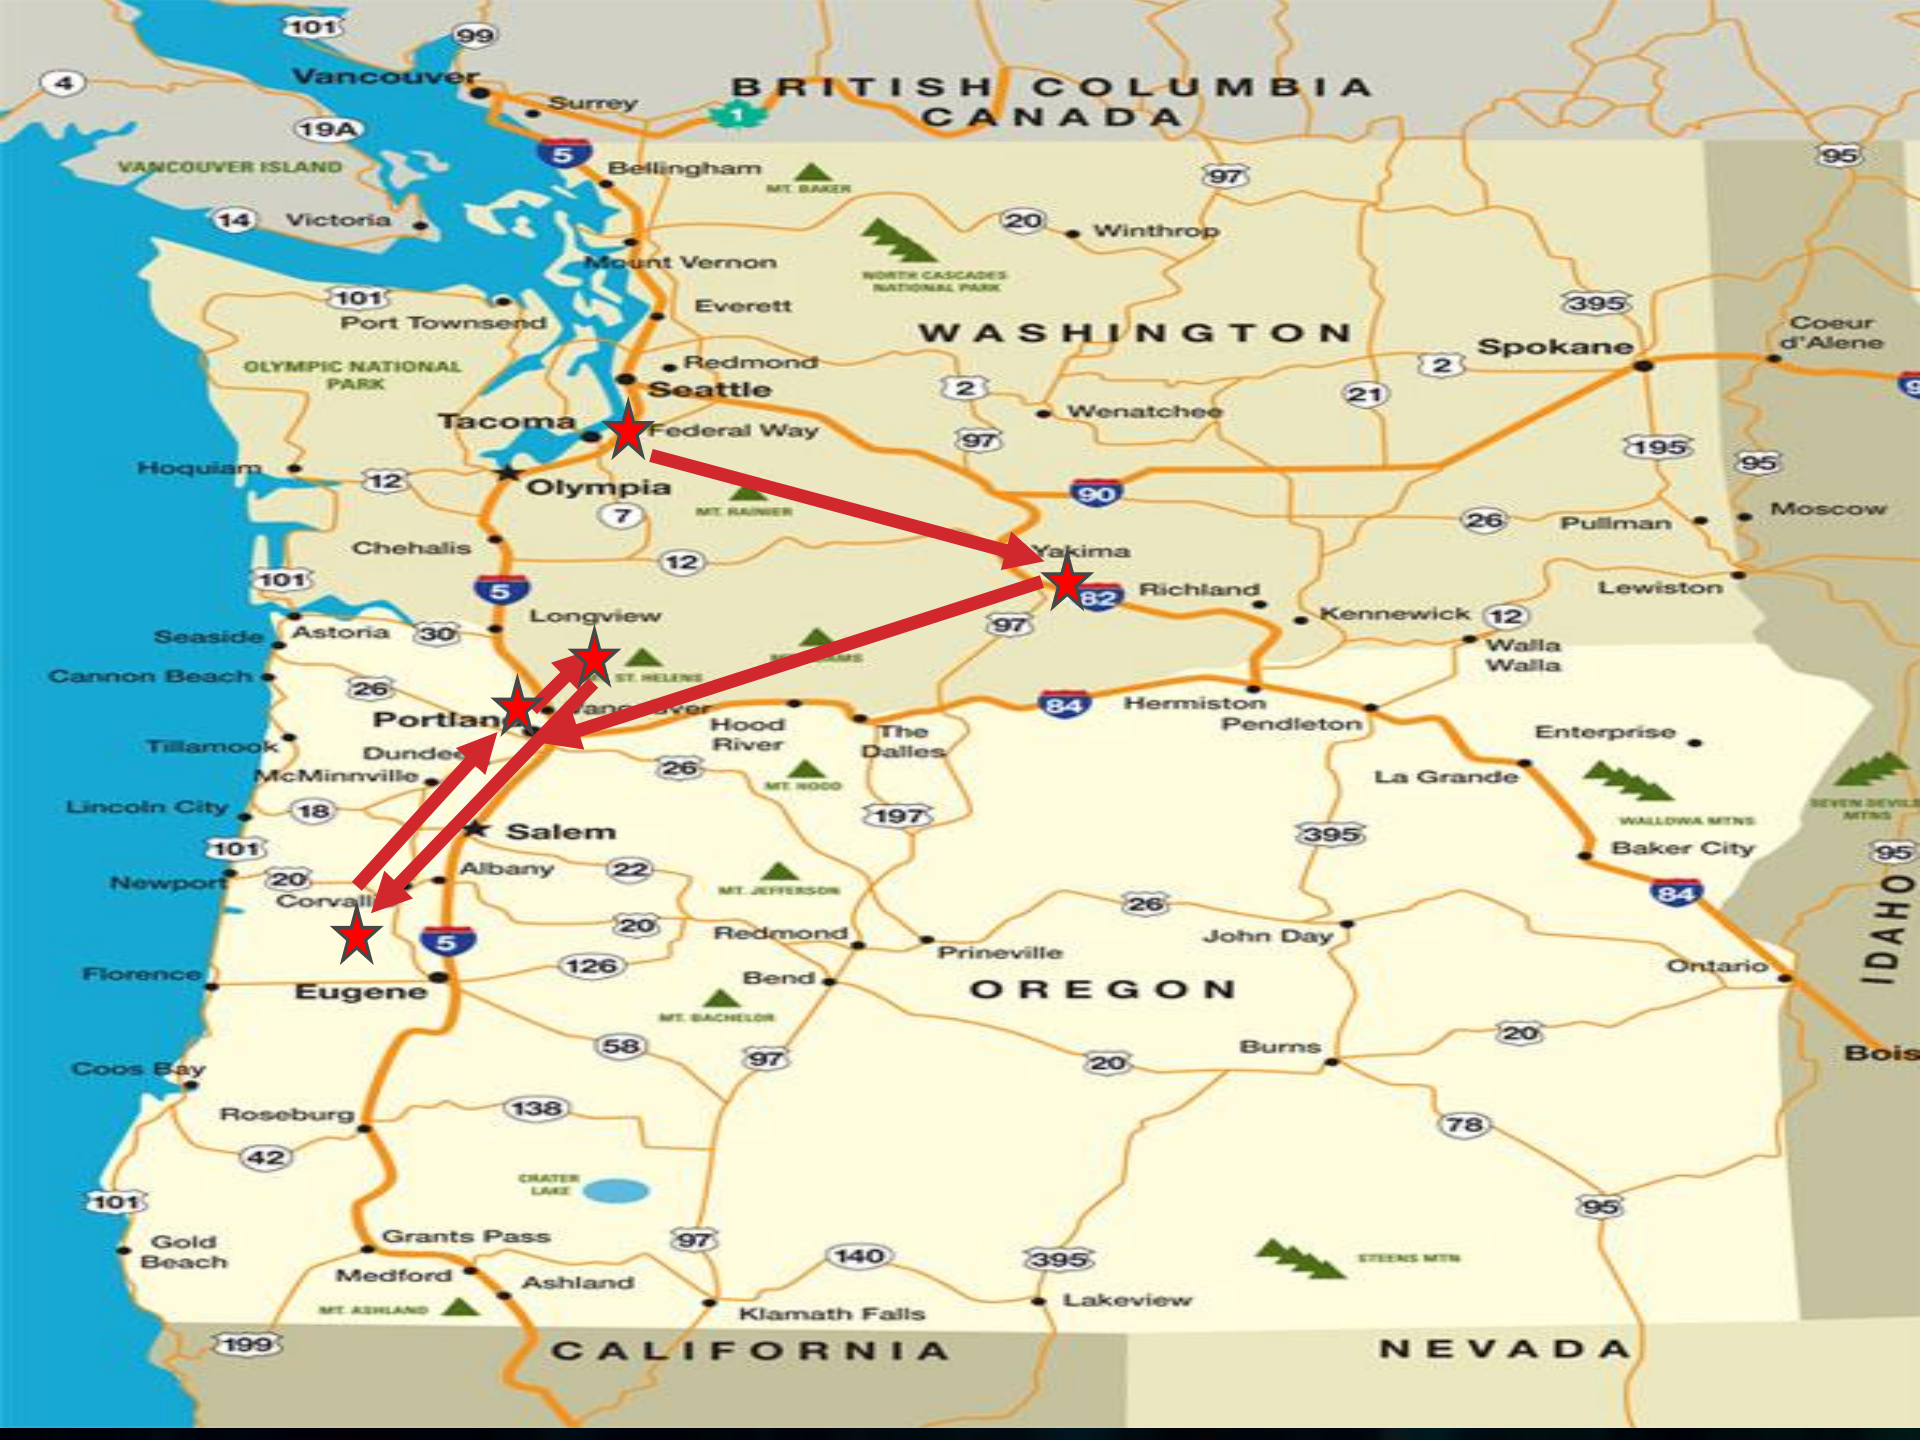 101
99
Vancouver
4
Surrey
BRITISH COLUMBIA
CANADA
1
19A
VANCOUVER ISLAND
5
Bellingham
MT. BAKER
97
95
14
Victoria
20
Winthrop
Mount Vernon
NORTH CASCADES
NATIONAL PARK
101
Port Townsend
Everett
395
WASHINGTON
Coeur
d'Alene
Spokane
OLYMPIC NATIONAL
PARK
Redmond
Seattle
2
2
21
Tacoma
Federal Way
Wenatchee
97
195
95
Hoquiam
12
Olympia
90
MT. RAINIER
7
26
Pullman
Moscow
Chehalis
12
Yakima
101
5
82
Richland
Lewiston
Longview
97
Kennewick
12
Seaside
Astoria
30
Walla
Walla
Cannon Beach
26
ST. HELENS
84
Hermiston
Portlan
Hood
River
The
Dalles
Pendleton
Enterprise
Tillamook
Dundee
McMinnville
26
MT. HOOD
La Grande
Lincoln City
18
197
WALLOWA MTNS
SEVEN DEVILS
MTNS
Salem
395
101
Baker City
95
Newport
20
Albany
22
Corvall
MT. JEFFERSON
84
IDAHO
26
5
20
Redmond
Prineville
John Day
Florence
126
Bend
Ontario
Eugene
OREGON
MT. BACHELOR
58
97
20
Burns
20
Bois
Coos Bay
Roseburg
138
78
42
CRATER
LAKE
101
95
Gold
Beach
Grants Pass
97
140
395
STEENS MTN
Medford
Ashland
MT. ASHLAND
Klamath Falls
Lakeview
199
CALIFORNIA
NEVADA